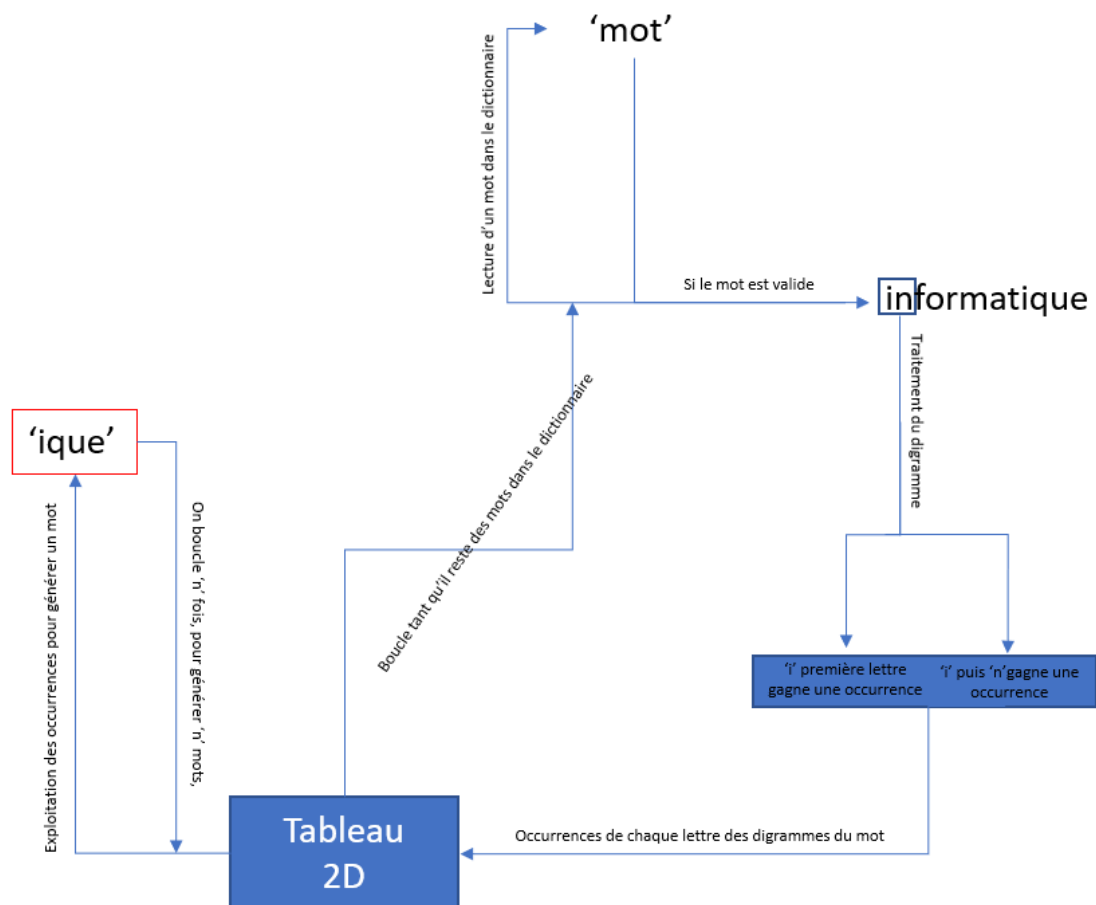 ‘mot’
Lecture d’un mot dans le dictionnaire
Si le mot est valide
informatique
Traitement du digramme
‘i’ première lettre
gagne une occurrence
‘i’ puis ‘n’gagne une
occurrence
Occurrences de chaque lettre des digrammes du mot
Tableau
2D
Boucle tant qu’il reste des mots dans le dictionnaire
Exploitation des occurrences pour générer un mot
‘ique’
On boucle ‘n’ fois, pour générer ‘n’ mots,